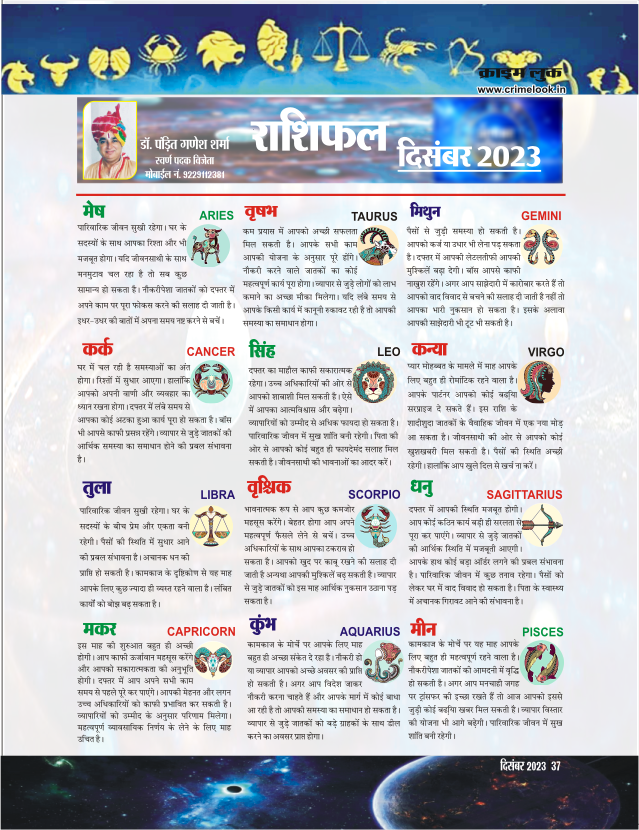 क्राइम लुक
www.crimelook.in
डॉ. पंड़ित गणेश शर्मा
स्वर्ण पदक विजेता
मोबाईल नं. 9229112381
राशिफल
दिसंबर 2023
मेष
ARIES
पारिवारिक जीवन सुखी रहेगा। घर के
सदस्यों के साथ आपका रिश्ता और भी
मजबूत होगा। यदि जीवनसाथी के साथ
मनमुटाव चल रहा है तो सब कुछ
सामान्य हो सकता है। नौकरीपेशा जातकों को दफ्तर में
अपने काम पर पूरा फोकस करने की सलाह दी जाती है।
इधर-उधर की बातों में अपना समय नष्ट करने से बचें।
वृषभ
TAURUS
कम प्रयास में आपको अच्छी सफलता
मिल सकती है। आपके सभी काम
आपकी योजना के अनुसार पूरे होंगे।
नौकरी करने वाले जातकों का कोई
महत्वपूर्ण कार्य पूरा होगा। व्यापार से जुड़े लोगों को लाभ
कमाने का अच्छा मौका मिलेगा। यदि लंबे समय से
आपके किसी कार्य में कानूनी रुकावट रही है तो आपकी
समस्या का समाधान होगा।
मिथुन
GEMINI
पैसों से जुड़ी समस्या हो सकती है।
आपको कर्ज या उधार भी लेना पड़ सकता
है। दफ्तर में आपकी लेटलतीफी आपकी
मुश्किलें बढ़ा देगी। बॉस आपसे काफी
नाखुश रहेंगे। अगर आप साझेदारी में कारोबार करते हैं तो
आपको वाद विवाद से बचने की सलाह दी जाती है नहीं तो
आपका भारी नुकसान हो सकता है। इसके अलावा
आपकी साझेदारी भी टूट भी सकती है।
कर्क
CANCER
घर में चल रही है समस्याओं का अंत
होगा। रिश्तों में सुधार आएगा। हालांकि
आपको अपनी वाणी और व्यवहार का
ध्यान रखना होगा। दफ्तर में लंबे समय से
आपका कोई अटका हुआ कार्य पूरा हो सकता है। बॉस
भी आपसे काफी प्रसन्न रहेंगे। व्यापार से जुड़े जातकों की
आर्थिक समस्या का समाधान होने की प्रबल संभावना
है।
सिंह
LEO
दफ्तर का माहौल काफी सकारात्मक
रहेगा। उच्च अधिकारियों की ओर से
आपको शाबाशी मिल सकती है। ऐसे
में आपका आत्मविश्वास और बढ़ेगा।
व्यापारियों को उम्मीद से अधिक फायदा हो सकता है।
पारिवारिक जीवन में सुख शांति बनी रहेगी। पिता की
ओर से आपको कोई बहुत ही फायदेमंद सलाह मिल
सकती है। जीवनसाथी की भावनाओं का आदर करें।
कन्या
VIRGO
प्यार मोहब्बत के मामले में माह आपके
लिए बहुत ही रोमांटिक रहने वाला है।
आपके पार्टनर आपको कोई बढ़िया
सरप्राइज दे सकते हैं। इस राशि के
शादीशुदा जातकों के वैवाहिक जीवन में एक नया मोड़
आ सकता है। जीवनसाथी की ओर से आपको कोई
खुशखबरी मिल सकती है। पैसों की स्थिति अच्छी
रहेगी। हालांकि आप खुले दिल से खर्च ना करें।
तुला
LIBRA
पारिवारिक जीवन सुखी रहेगा। घर के
सदस्यों के बीच प्रेम और एकता बनी
रहेगी। पैसों की स्थिति में सुधार आने
की प्रबल संभावना है। अचानक धन की
प्राप्ति हो सकती है। कामकाज के दृष्टिकोण से यह माह
आपके लिए कुछ ज्यादा ही व्यस्त रहने वाला है। लंबित
कार्यों को बोझ बढ़ सकता है।
वृश्चिक
SCORPIO
भावनात्मक रूप से आप कुछ कमजोर
महसूस करेंगे। बेहतर होगा आप अपने
महत्वपूर्ण फैसले लेने से बचें। उच्च
अधिकारियों के साथ आपका टकराव हो
सकता है। आपको खुद पर काबू रखने की सलाह दी
जाती है अन्यथा आपकी मुश्किलें बढ़ सकती है। व्यापार
से जुड़े जातकों को इस माह आर्थिक नुकसान उठाना पड़
सकता है।
धनु
SAGITTARIUS
दफ्तर में आपकी स्थिति मजबूत होगी।
आप कोई कठिन कार्य बड़ी ही सरलता से
पूरा कर पाएंगे। व्यापार से जुड़े जातकों
की आर्थिक स्थिति में मजबूती आएगी।
आपके हाथ कोई बड़ा ऑर्डर लगने की प्रबल संभावना
है। पारिवारिक जीवन में कुछ तनाव रहेगा। पैसों को
लेकर घर में वाद विवाद हो सकता है। पिता के स्वास्थ्य
में अचानक गिरावट आने को संभावना है।
मकर
CAPRICORN
इस माह की शुरुआत बहुत ही अच्छी
होगी। आप काफी ऊर्जावान महसूस करेंगे
और आपको सकारात्मकता की अनुभूति
होगी। दफ्तर में आप अपने सभी काम
समय से पहले पूरे कर पाएंगे। आपकी मेहनत और लगन
उच्च अधिकारियों को काफी प्रभावित कर सकती है।
व्यापारियों को उम्मीद के अनुसार परिणाम मिलेगा।
महत्वपूर्ण व्यावसायिक निर्णय के लेने के लिए माह
उचित है।
कुंभ
AQUARIUS
कामकाज के मोर्चे पर आपके लिए माह
बहुत ही अच्छा संकेत दे रहा है। नौकरी हो
या व्यापार आपको अच्छे अवसर की प्राप्ति
हो सकती है। अगर आप विदेश जाकर
नौकरी करना चाहते हैं और आपके मार्ग में कोई बाधा
आ रही है तो आपकी समस्या का समाधान हो सकता है।
व्यापार से जुड़े जातकों को बड़े ग्राहकों के साथ डील
करने का अवसर प्राप्त होगा।
मीन
PISCES
कामकाज के मोर्चे पर यह माह आपके
लिए बहुत ही महत्वपूर्ण रहने वाला है।
नौकरीपेशा जातकों की आमदनी में वृद्धि
हो सकती है। अगर आप मनचाही जगह
पर ट्रांसफर की इच्छा रखते हैं तो आज आपको इससे
जुड़ी कोई बढ़िया खबर मिल सकती है। व्यापार विस्तार
की योजना भी आगे बढ़ेगी। पारिवारिक जीवन में सुख
शांति बनी रहेगी।
दिसंबर 2023 37